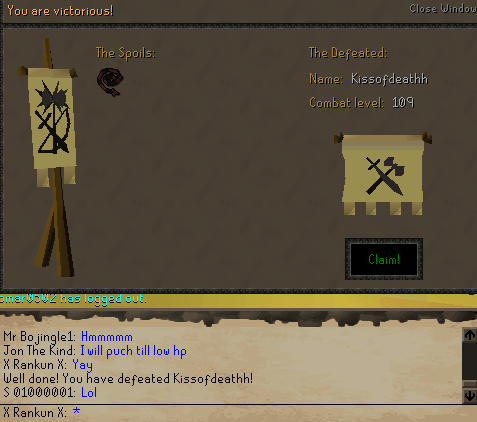 You are victorious!
Close Window
The Spoils:
The Defeated:
Name: Kissofdeathh
Combat level: 109
has logged out.
Mr Bojingle1: Hmmmmm
Jon The Kind: I will puch till low hp
X Rankun X: Yay
Well done! You have defeated Kissofdeathh!
S 01000001: Lol
X Rankun X: *
Claim!